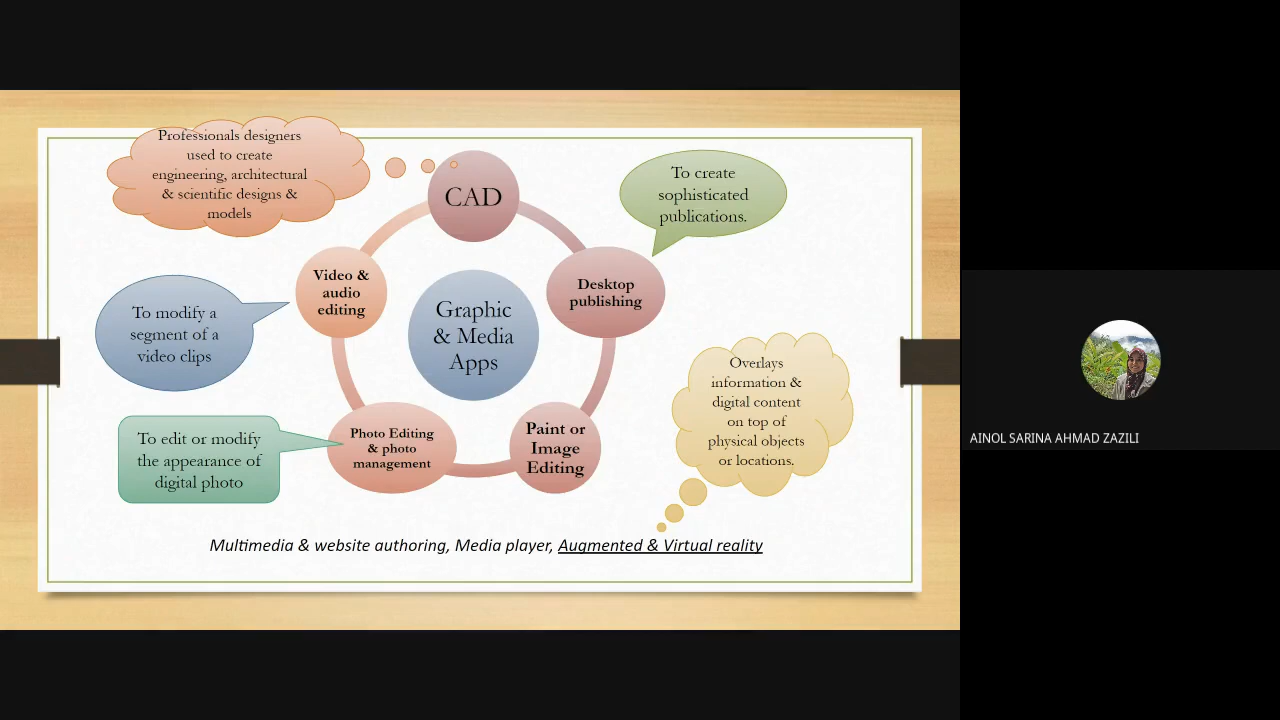 Professionals designers
used to create
engineering, architectural
& scientific designs &
models
CAD
To create
sophisticated
publications.
Video &
audio
editing
Desktop
publishing
Graphic
& Media
Apps
To modify a
segment of a
video clips
Overlays
information &
digital content
on top of
physical objects
or locations.
To edit or modify
the appearance of
digital photo
Photo Editing
& photo
management
Paint or
Image
Editing
Multimedia & website authoring, Media player, Augmented & Virtual reality
AINOL SARINA AHMAD ZAZILI